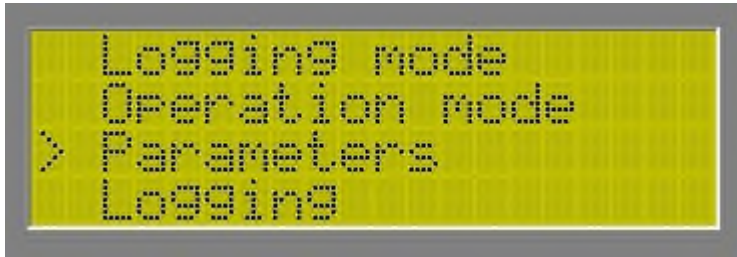 Logging mode
Operation mode
> Parameters
Logging